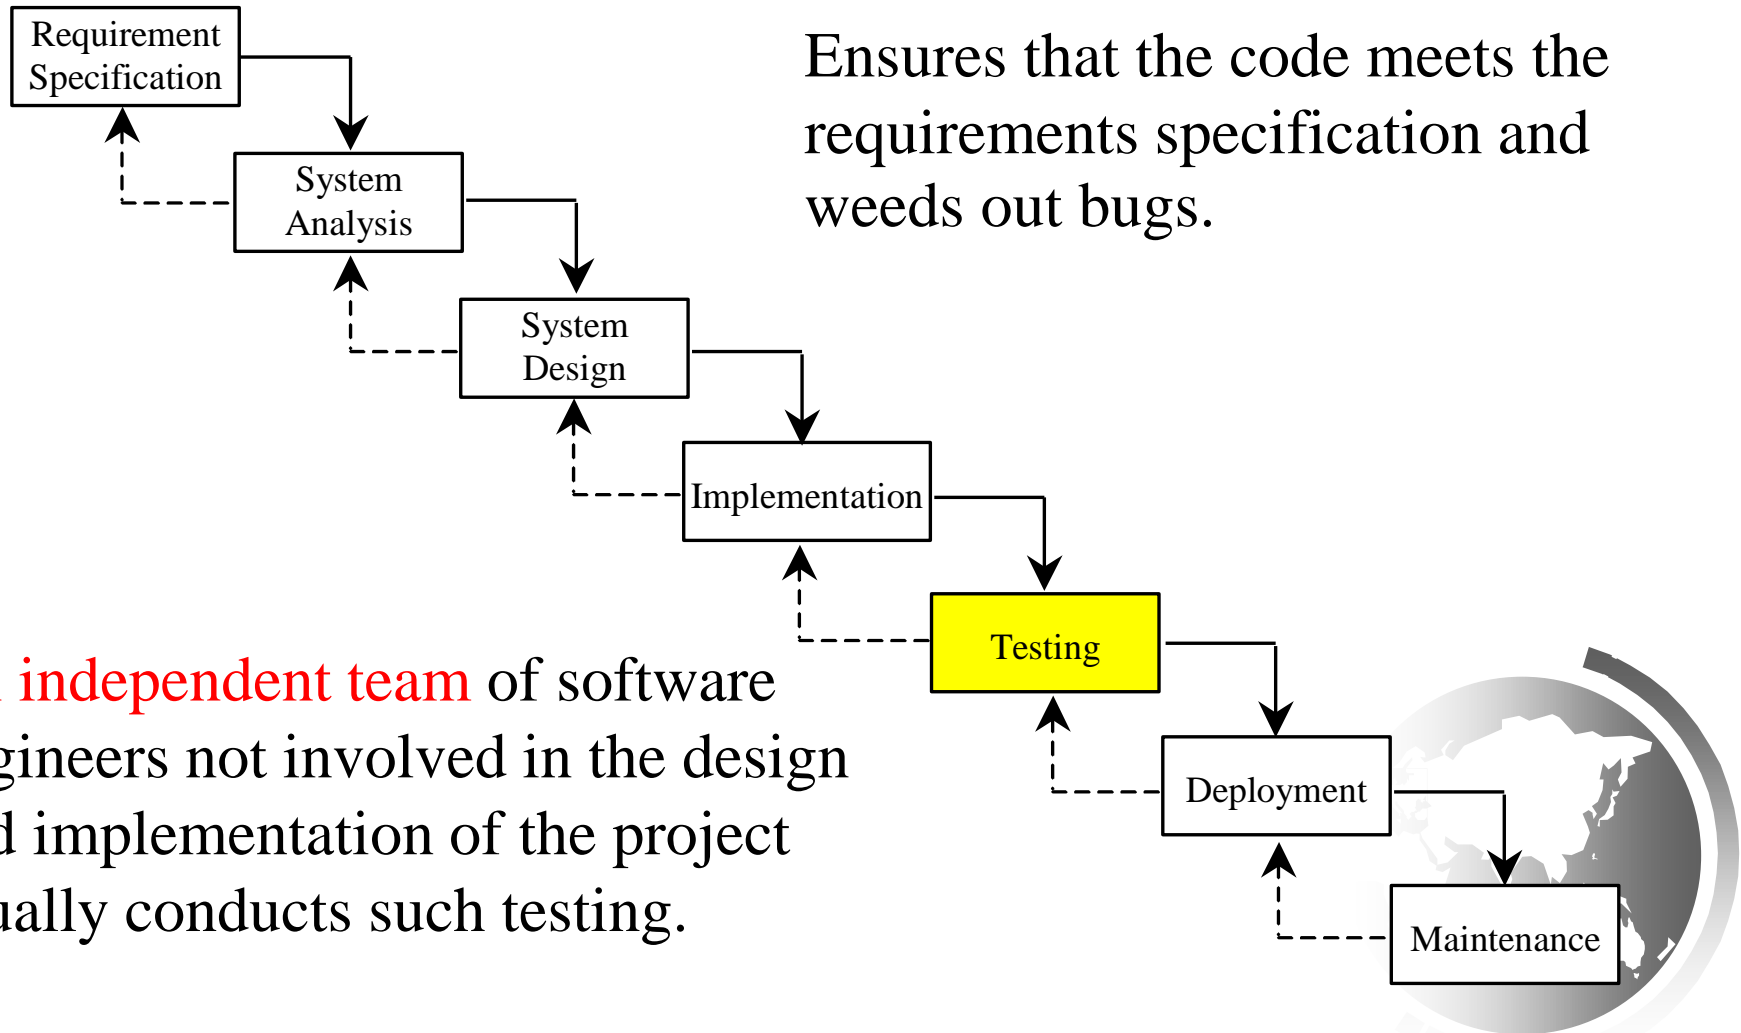 Requirement
Specification
Ensures that the code meets the
requirements specification and
weeds out bugs.
System
Analysis
System
Design
Implementation
Testing
independent team of software
not involved in the design
implementation of the project
conducts such testing.
Deployment
Maintenance